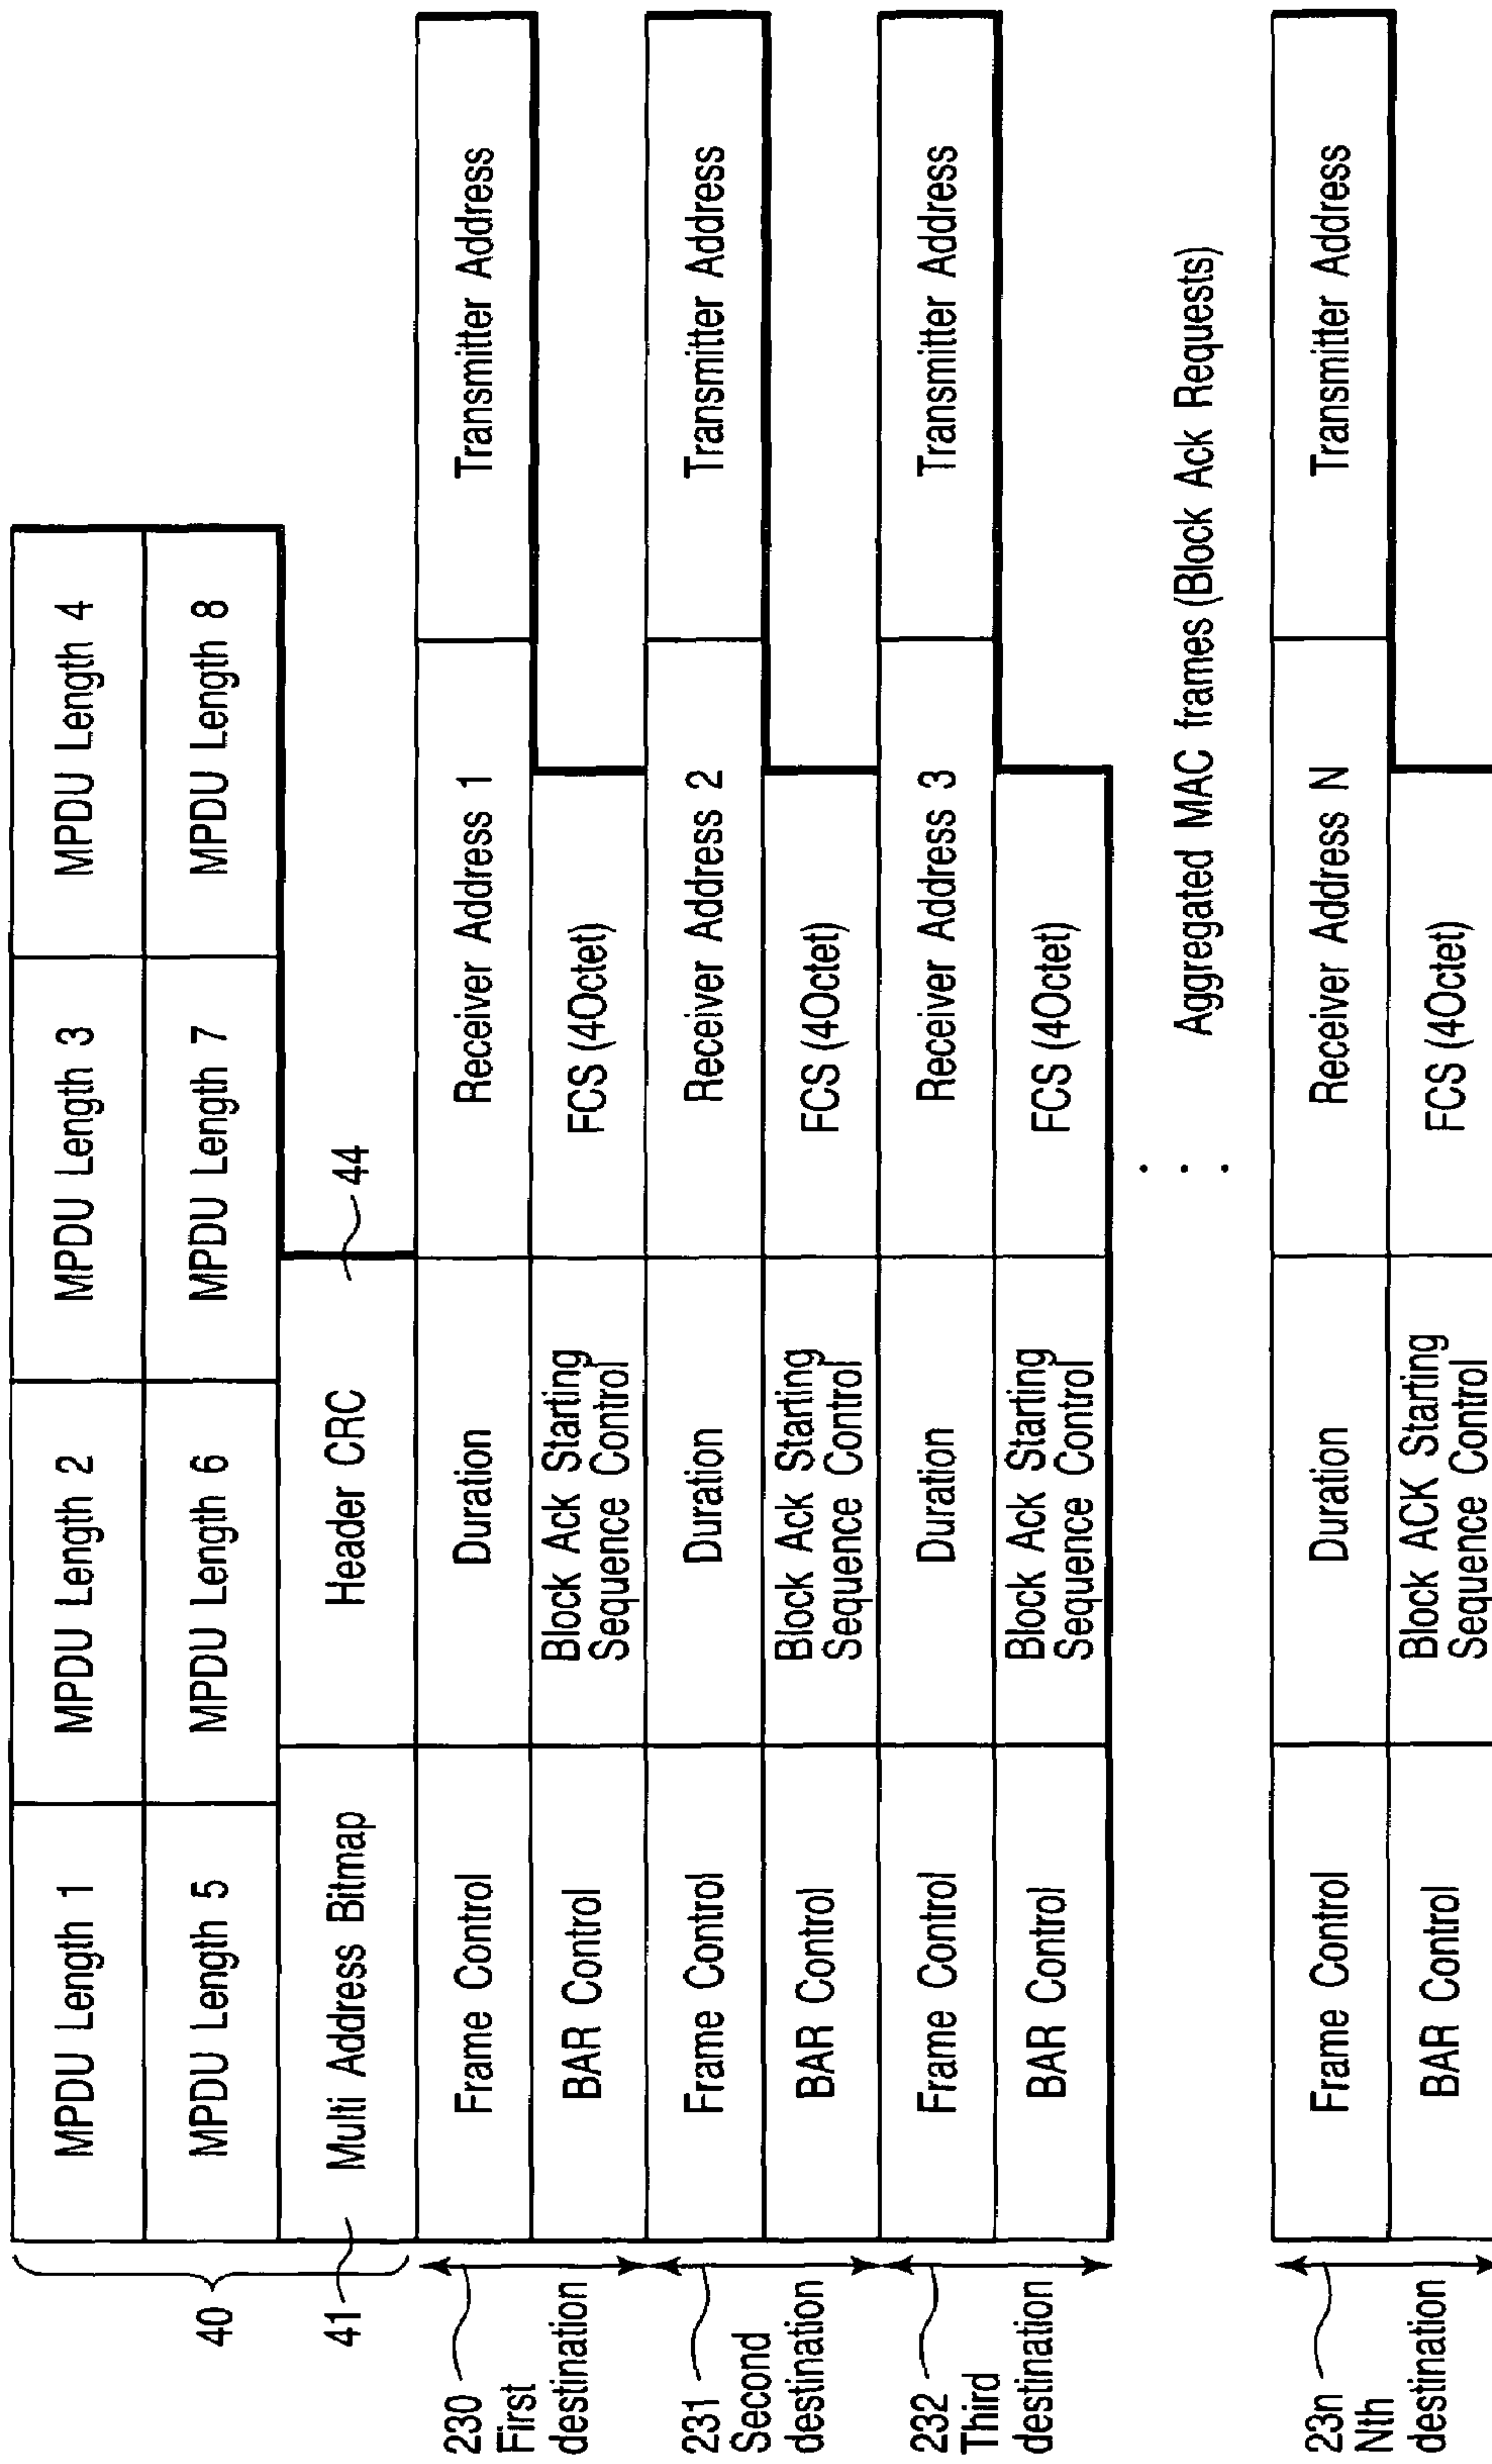 MPDU Length 1
MPDU Length 2
MPDU Length 3
MPDU Length 4
MPDU Length 5
MPDU Length 6
MPDU Length 7
MPDU Length 8
40
41
Multi Address Bitmap
Header CRC
44
230
First
destination
Frame Control
Duration
Receiver Address 1
Transmitter Address
BAR Control
Block Ack Starting
Sequence Control
FCS (4Octet)
231
Second
destination
Frame Control
Duration
Receiver Address 2
Transmitter Address
BAR Control
Block Ack Starting
Sequence Control
FCS (4Octet)
232
Third
destination
Frame Control
Duration
Receiver Address 3
Transmitter Address
BAR Control
Block Ack Starting
Sequence Control
FCS (4Octet)
Aggregated MAC frames (Block Ack Requests)
23n
Nth
destination
Frame Control
Duration
Receiver Address N
Transmitter Address
BAR Control
Block ACK Starting
Sequence Control
FCS (4Octet)